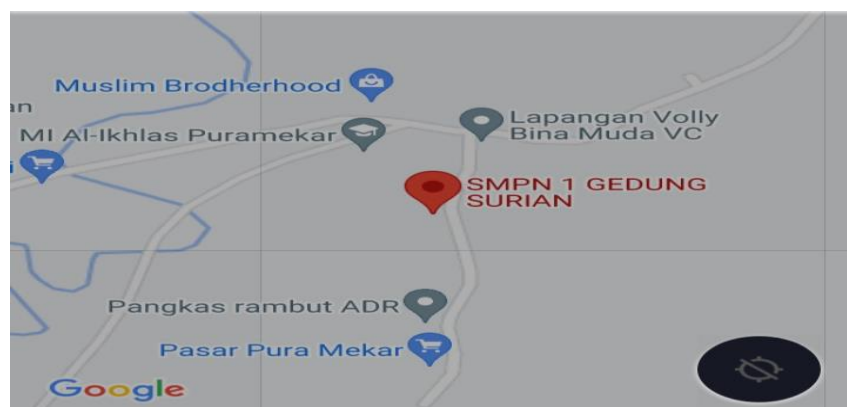 Muslim Brodherhood
an
MI Al-Ikhlas Puramekar
Lapangan Volly
Bina Muda VC
i
SMPN 1 GEDUNG
SURIAN
Pangkas rambut ADR
Pasar Pura Mekar
Google